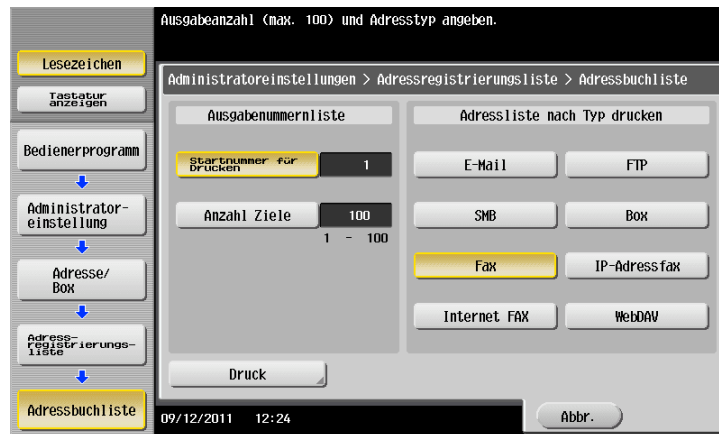 Ausgabeanzahl (max. 100) und Adresstyp angeben.
Lesezeichen
Tastatur
anzeigen
Bedienerprogramm
Administrator-
einstellung
Adresse/
Box
Adress-
registrierungs-
liste
Adressbuchliste
Administratoreinstellungen > Adressregistrierungsliste > Adressbuchliste
Ausgabenummernliste
Startnummer für
Drucken
1
Anzahl Ziele
100
1 - 100
Adressliste nach Typ drucken
E-Mail
FTP
SMB
Box
Fax
IP-Adressfax
Internet FAX
WebDAV
Druck
09/12/2011 12:24
Abbr.